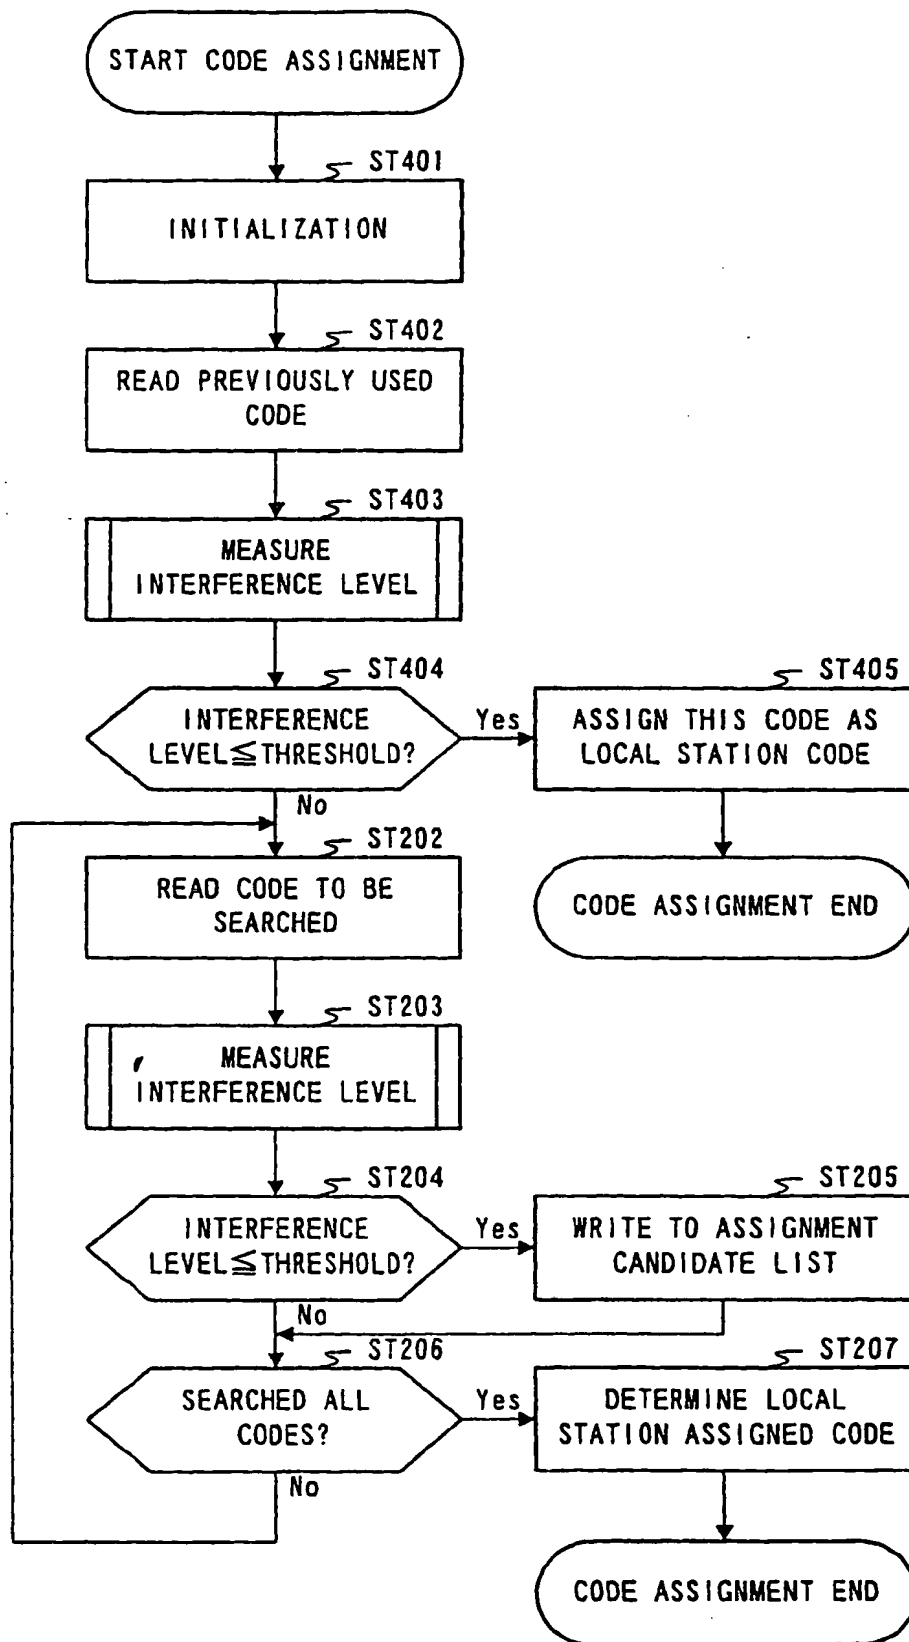 START CODE ASSIGNMENT
ST401
INITIALIZATION
ST402
READ PREVIOUSLY USED
CODE
ST403
MEASURE
INTERFERENCE LEVEL
ST404
INTERFERENCE
LEVEL≦THRESHOLD?
Yes
No
ST405
ASSIGN THIS CODE AS
LOCAL STATION CODE
CODE ASSIGNMENT END
ST202
READ CODE TO BE
SEARCHED
ST203
MEASURE
INTERFERENCE LEVEL
ST204
INTERFERENCE
LEVEL≦THRESHOLD?
Yes
No
ST205
WRITE TO ASSIGNMENT
CANDIDATE LIST
ST206
SEARCHED ALL
CODES?
Yes
No
ST207
DETERMINE LOCAL
STATION ASSIGNED CODE
CODE ASSIGNMENT END